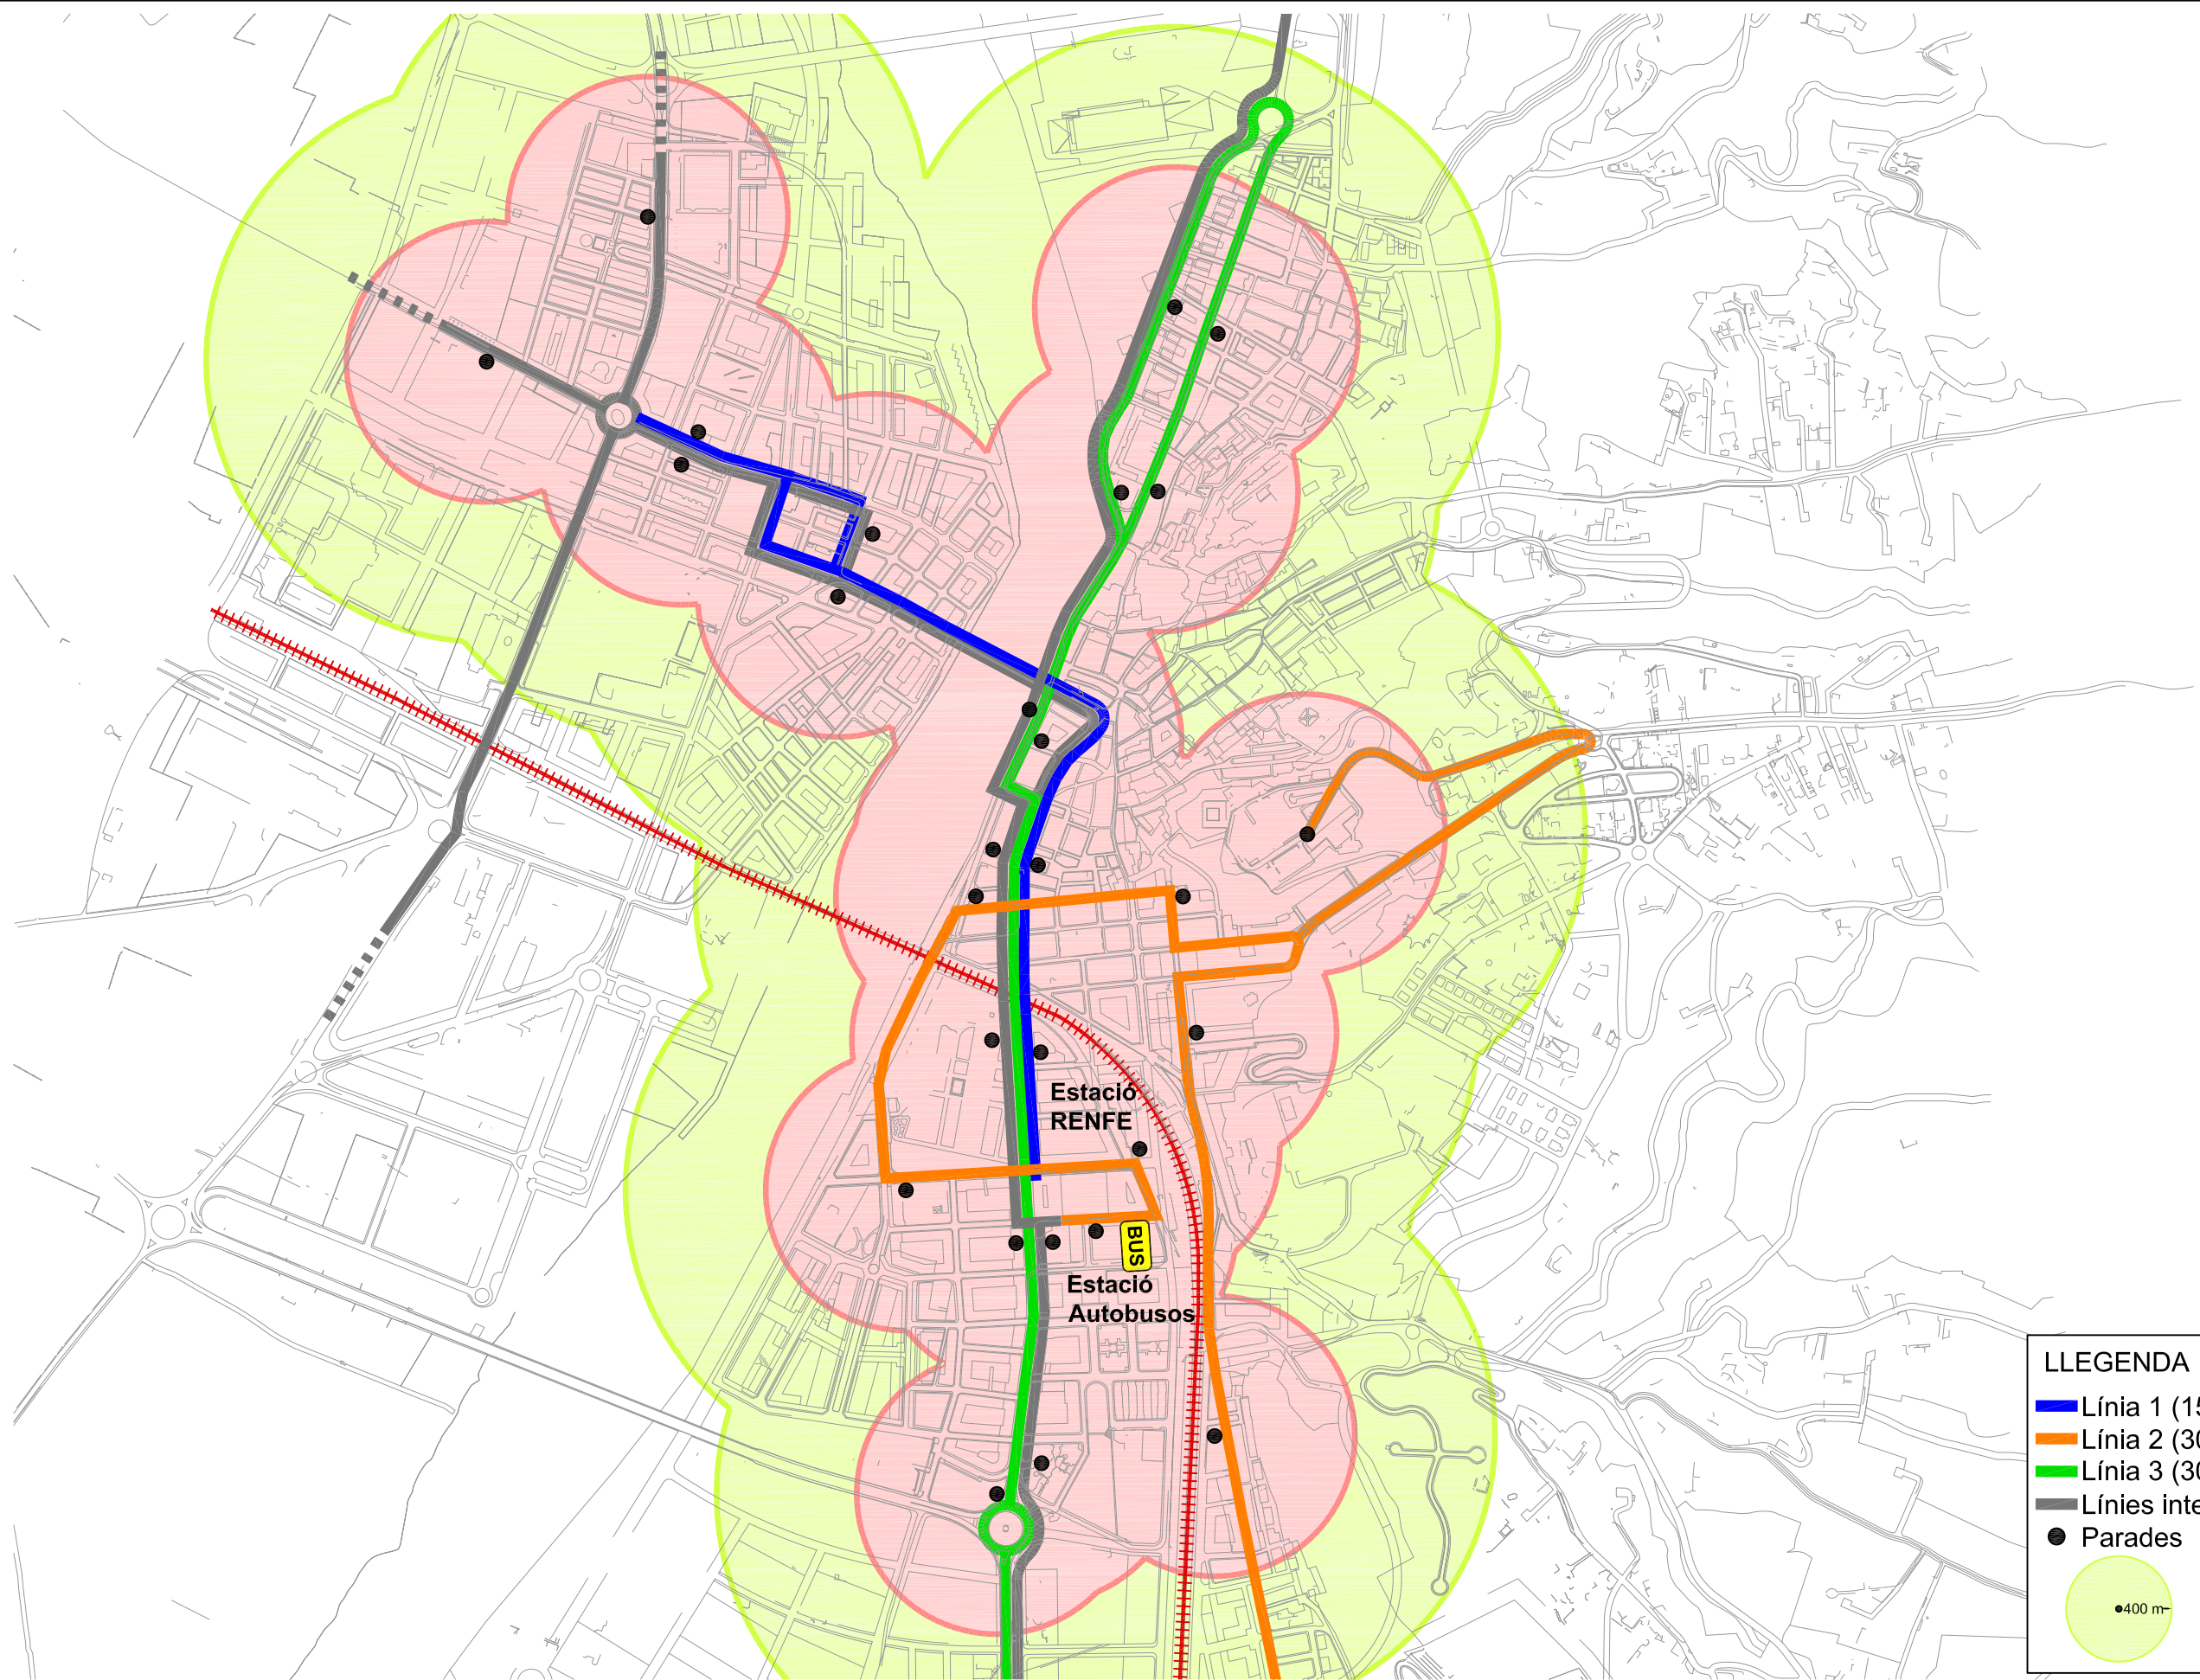 Estació
RENFE
BUS
Estació
Autobusos
LLEGENDA
Línia 1 (15
Línia 2 (30
Línia 3 (30
Línies inte
Parades
400 m